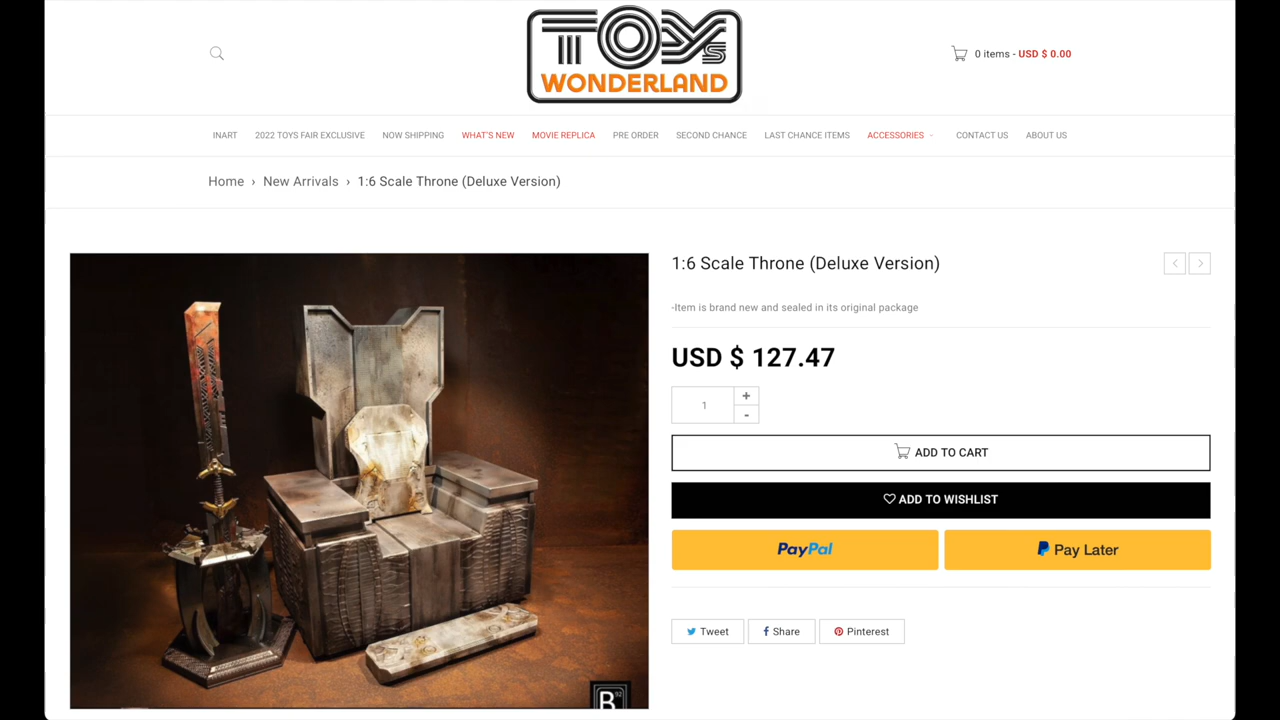 TOYS
WONDERLAND
0 items - USD $ 0.00
INART 2022 TOYS FAIR EXCLUSIVE NOW SHIPPING WHAT'S NEW MOVIE REPLICA PRE ORDER SECOND CHANCE LAST CHANCE ITEMS ACCESSORIES CONTACT US ABOUT US
Home › New Arrivals › 1:6 Scale Throne (Deluxe Version)
1:6 Scale Throne (Deluxe Version)
-Item is brand new and sealed in its original package
USD $ 127.47
1
+
-
ADD TO CART
ADD TO WISHLIST
PayPal
Pay Later
Tweet Share Pinterest
B92